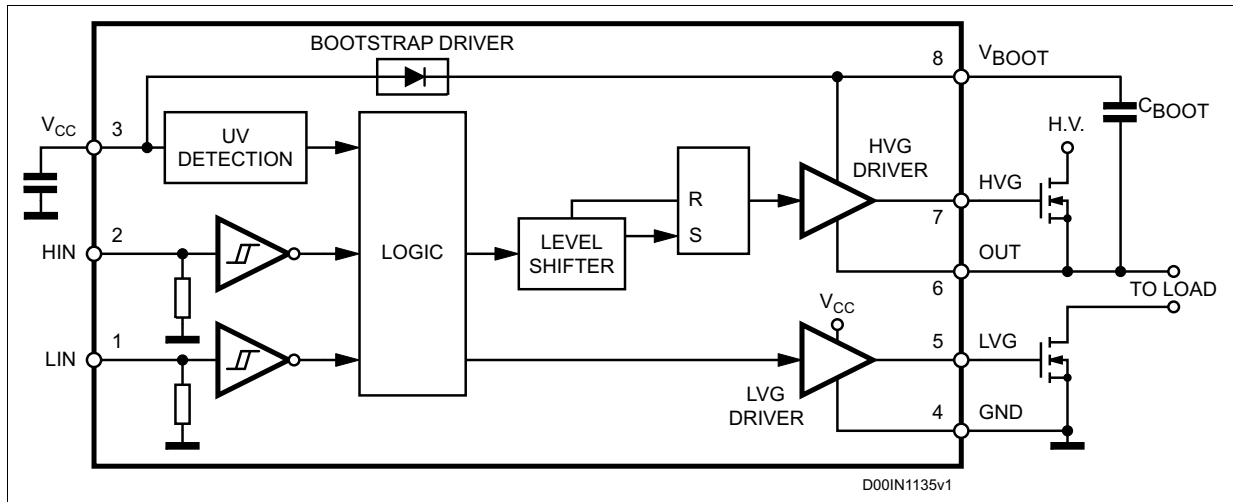 BOOTSTRAP DRIVER
8
VBOOT
VCC
3
CBOOT
UV
DETECTION
H.V.
HVG
DRIVER
HVG
7
R
S
HIN
2
LOGIC
LEVEL
SHIFTER
OUT
6
TO LOAD
VCC
LIN
1
5
LVG
LVG
DRIVER
4
GND
D00IN1135v1